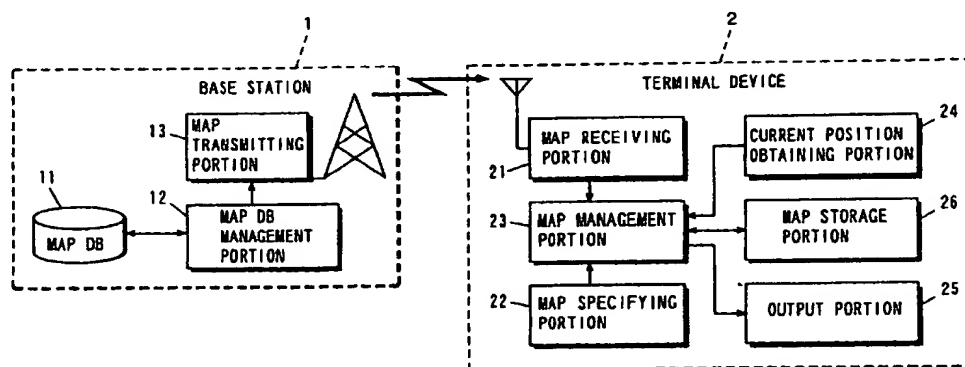 1
BASE STATION
13
MAP
TRANSMITTING
PORTION
11
MAP DB
12
MAP DB
MANAGEMENT
PORTION
2
TERMINAL DEVICE
MAP RECEIVING
PORTION
21
24
CURRENT POSITION
OBTAINING PORTION
23
MAP MANAGEMENT
PORTION
26
MAP STORAGE
PORTION
22
MAP SPECIFYING
PORTION
25
OUTPUT PORTION